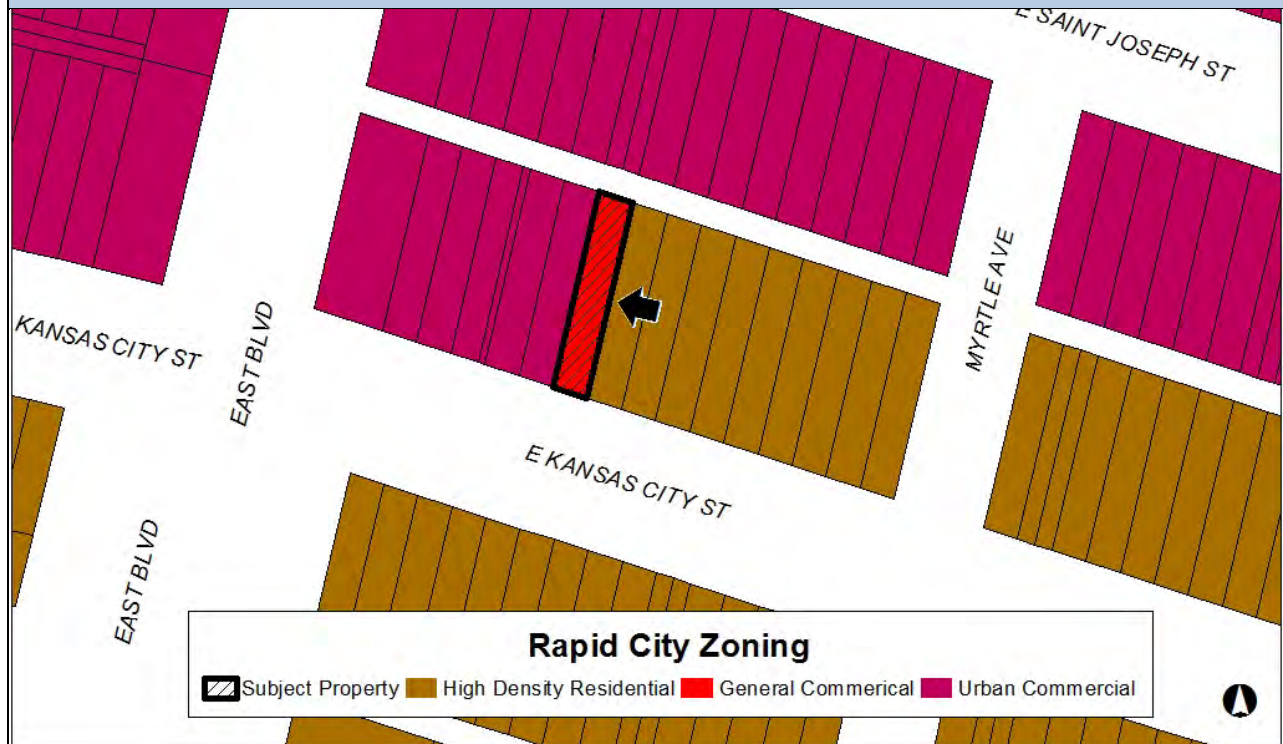 E SAINT JOSEPH ST
KANSAS CITY ST
EAST BLVD
MYRTLE AVE
E KANSAS CITY ST
EAST BLVD
Rapid City Zoning
Subject Property High Density Residential General Commerical Urban Commercial